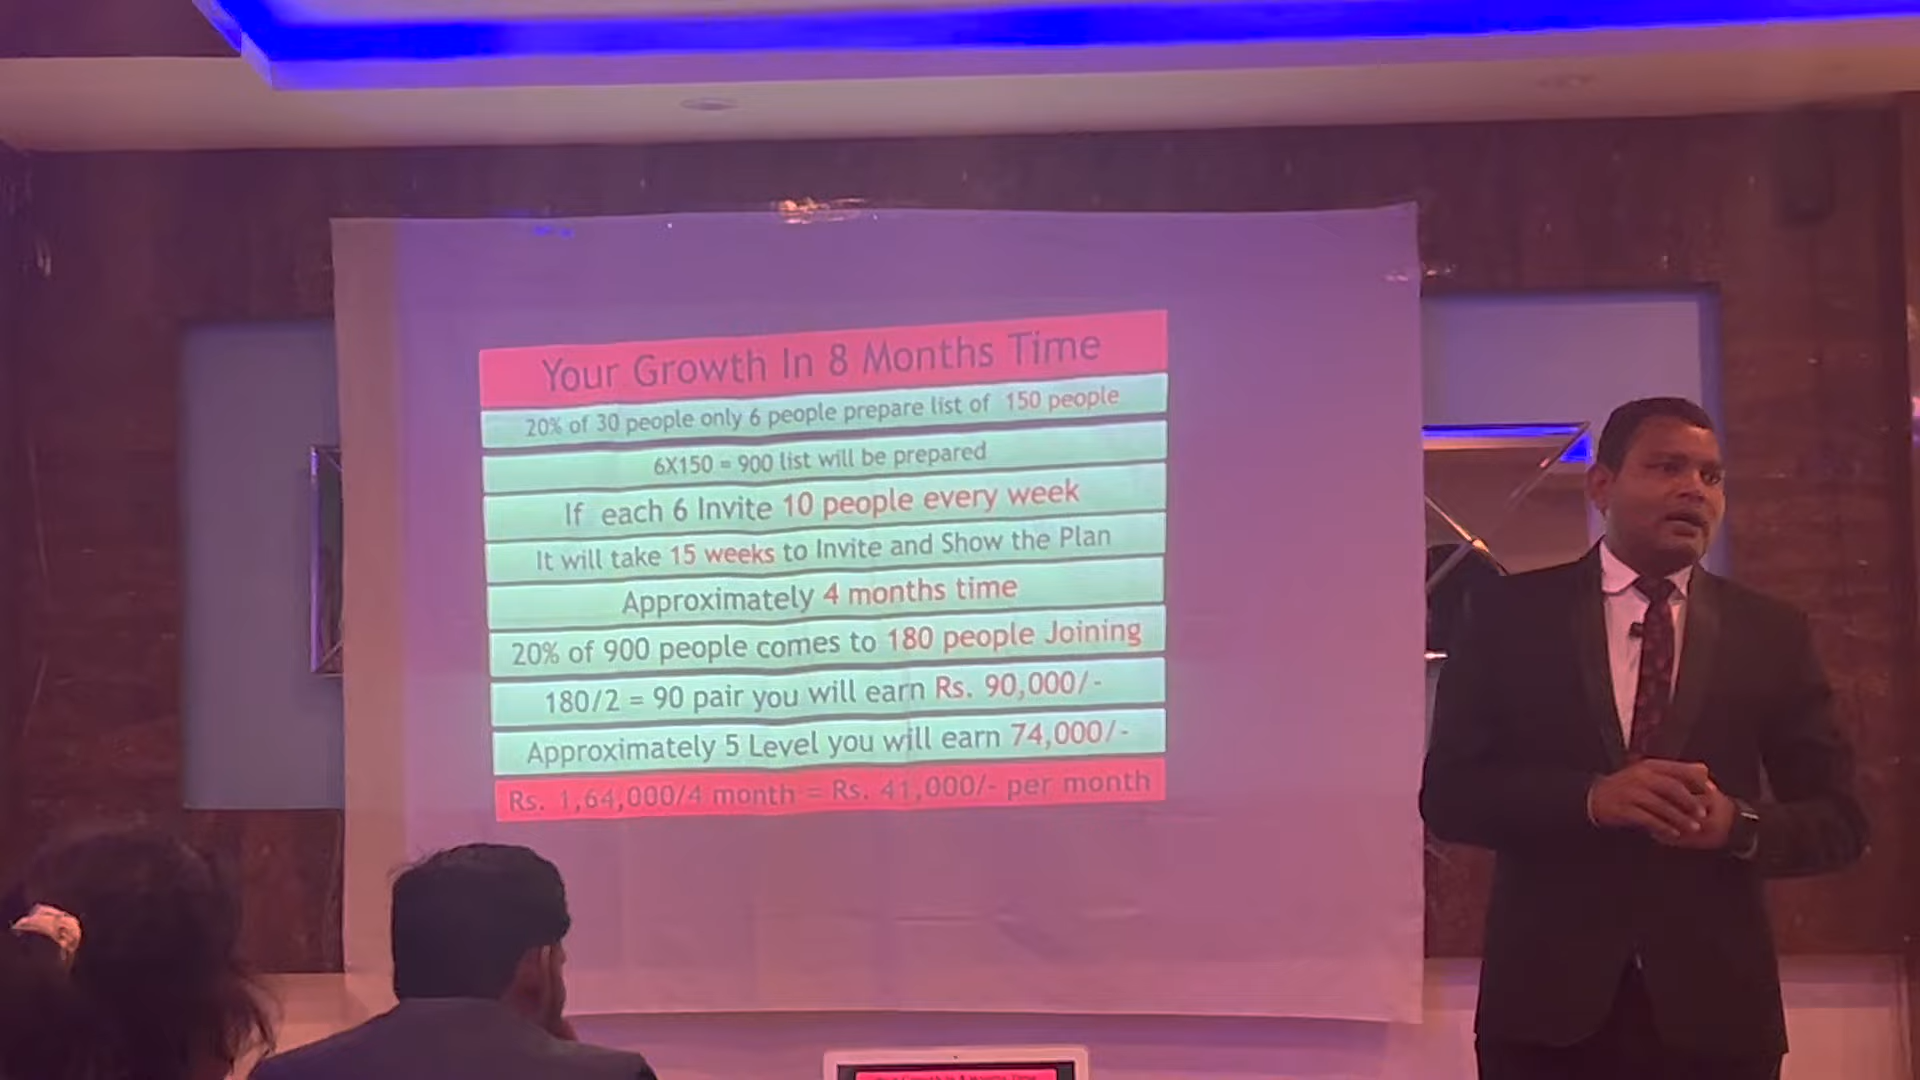 Your Growth In 8 Months Time
20% of 30 people only 6 people prepare list of 150 people
6X150 = 900 list will be prepared
If each 6 Invite 10 people every week
It will take 15 weeks to Invite and Show the Plan
Approximately 4 months time
20% of 900 people comes to 180 people Joining
180/2 = 90 pair you will earn Rs. 90,000/-
Approximately 5 Level you will earn 74,000/-
Rs. 1,64,000/4 month = Rs. 41,000/- per month